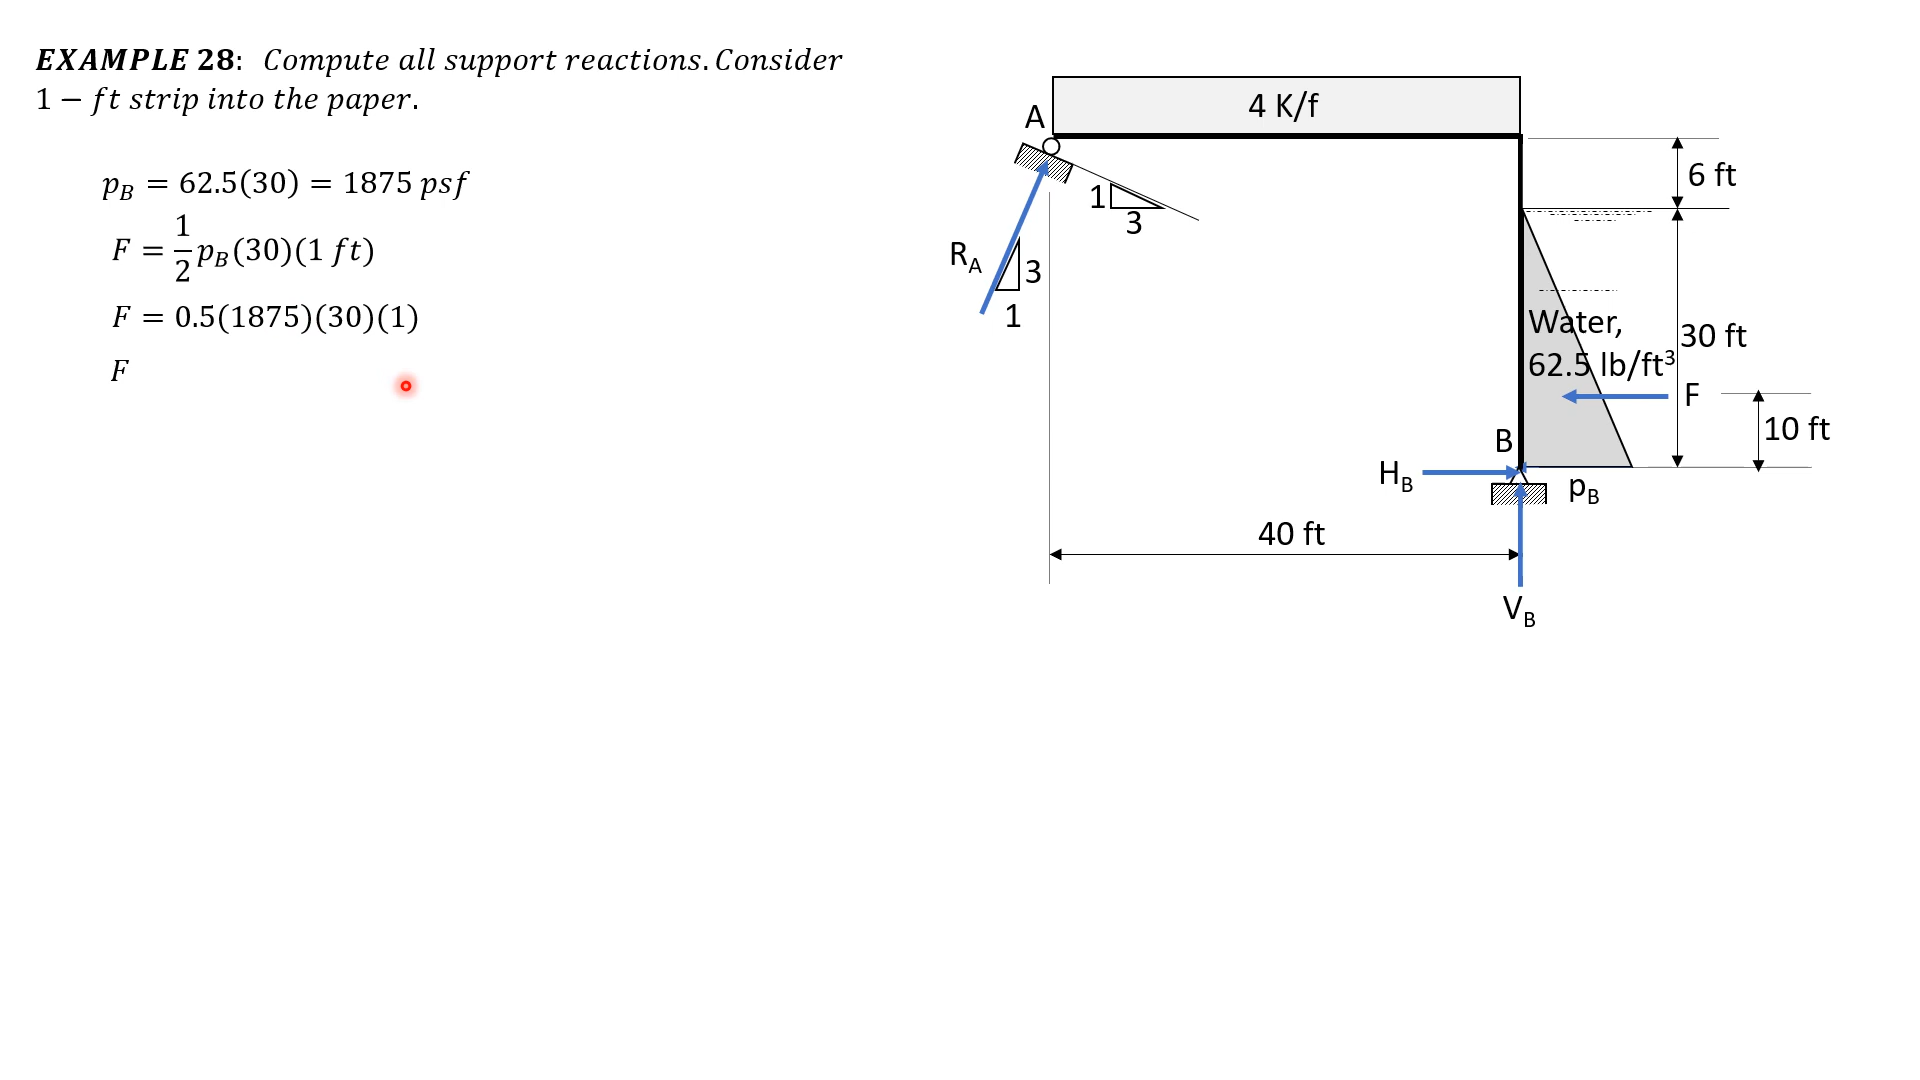 EXAMPLE 28: Compute all support reactions. Consider
1 − ft strip into the paper.
p_B = 62.5(30) = 1875 psf
F = 1/2 p_B (30)(1 ft)
F = 0.5(1875)(30)(1)
F
4 K/f
A
6 ft
1
3
R_A
3
1
Water,
62.5 lb/ft³
30 ft
F
10 ft
B
H_B
p_B
40 ft
V_B